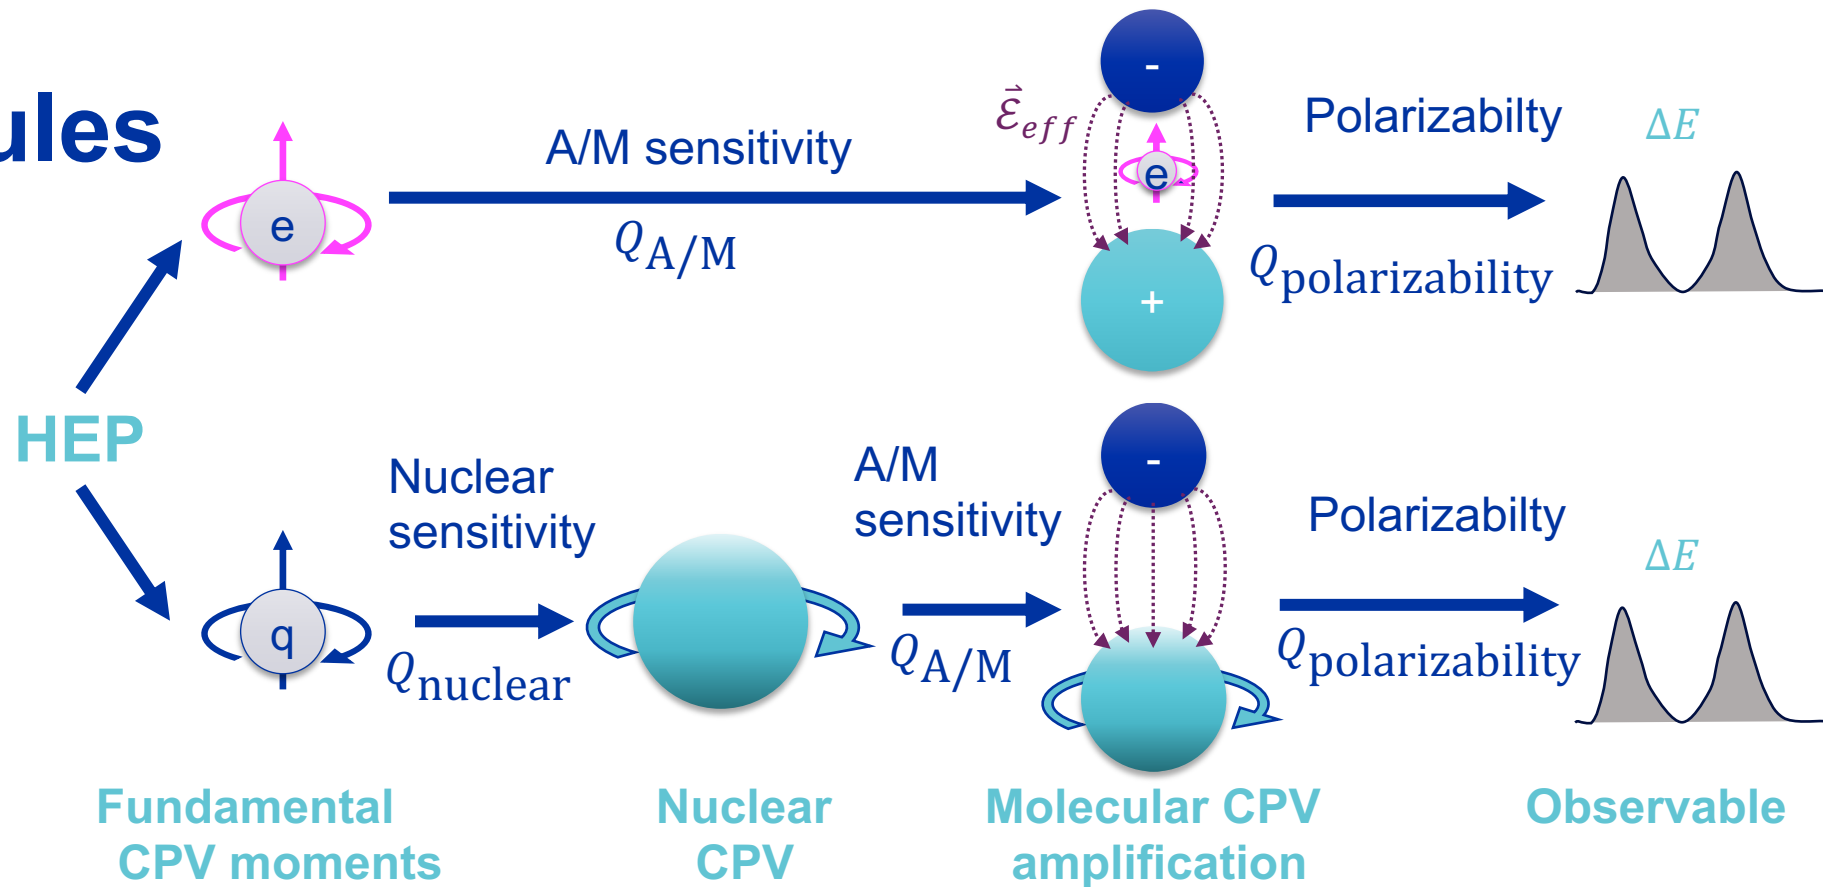 ules
e
A/M sensitivity
Q_A/M
ℰ⃗_eff
-
e
+
Polarizabilty
Q_polarizability
ΔE
HEP
q
Nuclear
sensitivity
Q_nuclear
A/M
sensitivity
Q_A/M
-
Polarizabilty
Q_polarizability
ΔE
Fundamental
CPV moments
Nuclear
CPV
Molecular CPV
amplification
Observable